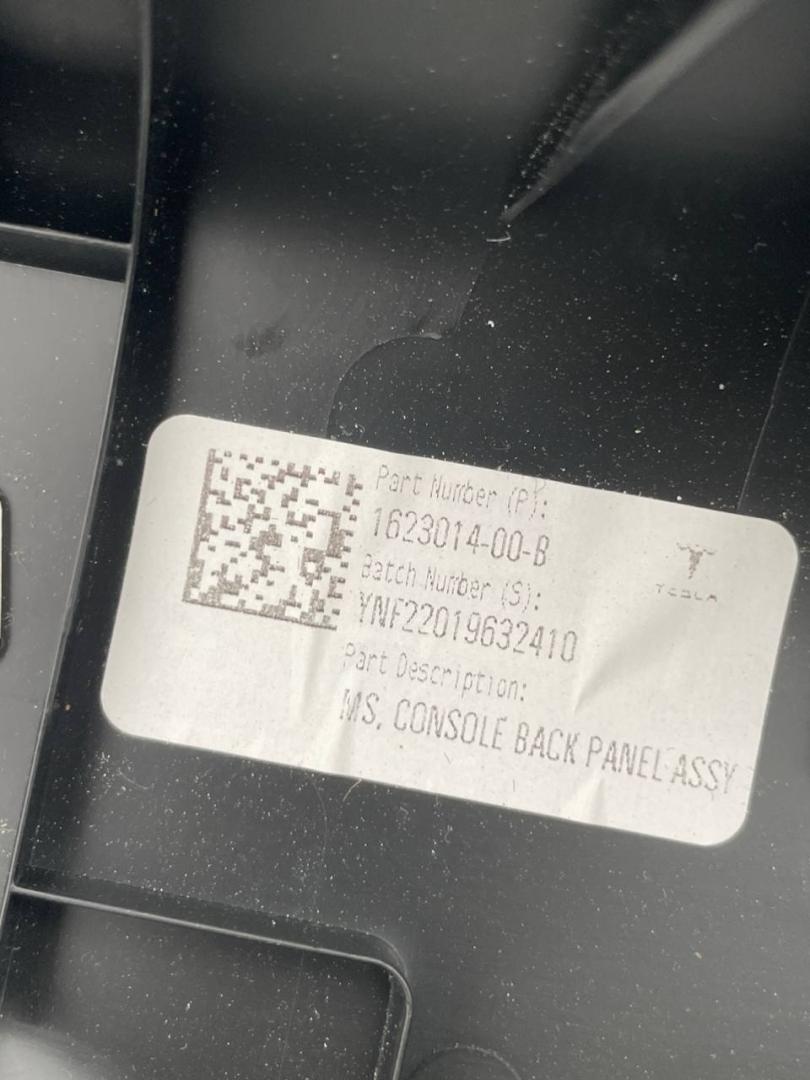 Part Number (P):
1623014-00-B
Batch Number (S):
YNF22019632410
Part Description:
MS, CONSOLE BACK PANEL ASSY
TESLA